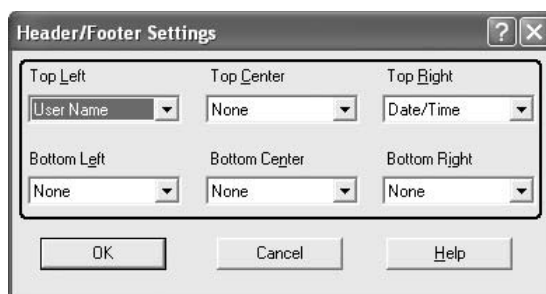 Header/Footer Settings
Top Left Top Center Top Right
User Name None Date/Time
Bottom Left Bottom Center Bottom Right
None None None
OK Cancel Help